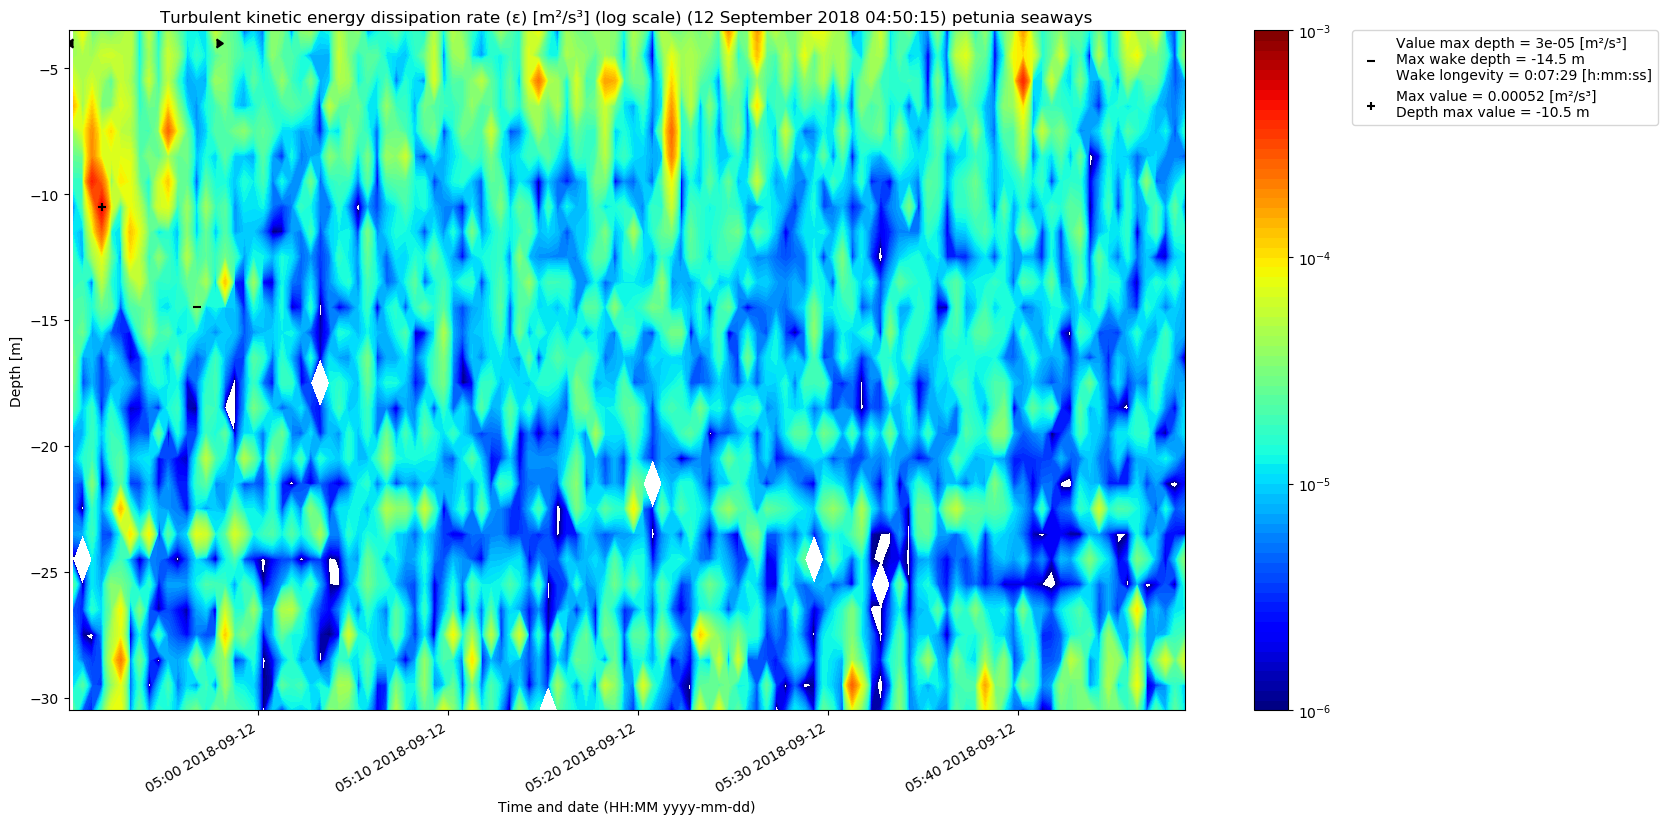 Turbulent kinetic energy dissipation rate (ε) [m²/s³] (log scale) (12 September 2018 04:50:15) petunia seaways
Depth [m]
−5
−10
−15
−20
−25
−30
05:00 2018-09-12
05:10 2018-09-12
05:20 2018-09-12
05:30 2018-09-12
05:40 2018-09-12
Time and date (HH:MM yyyy-mm-dd)
10⁻³
10⁻⁴
10⁻⁵
10⁻⁶
Value max depth = 3e-05 [m²/s³]
Max wake depth = -14.5 m
Wake longevity = 0:07:29 [h:mm:ss]
Max value = 0.00052 [m²/s³]
Depth max value = -10.5 m